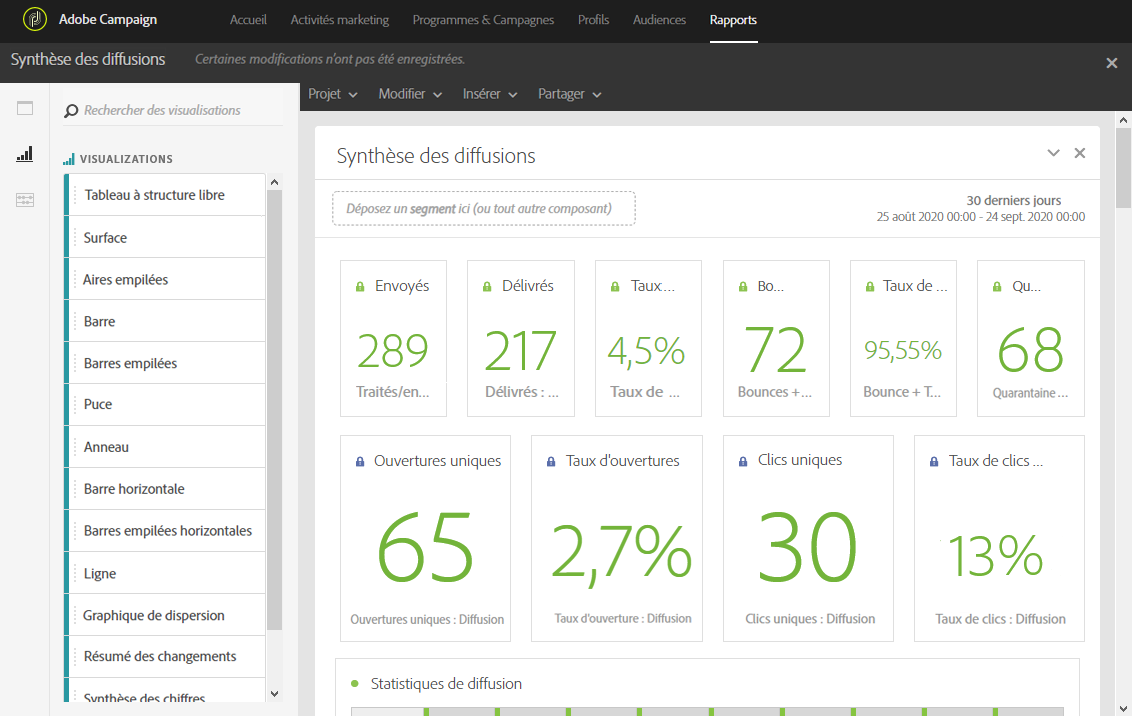 Adobe Campaign
Accueil
Activités marketing
Programmes & Campagnes
Profils
Audiences
Rapports
Synthèse des diffusions
Certaines modifications n'ont pas été enregistrées.
Projet
Modifier
Insérer
Partager
Rechercher des visualisations
VISUALIZATIONS
Tableau à structure libre
Surface
Aires empilées
Barre
Barres empilées
Puce
Anneau
Barre horizontale
Barres empilées horizontales
Ligne
Graphique de dispersion
Résumé des changements
Synthèse des chiffres
Synthèse des diffusions
Déposez un segment ici (ou tout autre composant)
30 derniers jours
25 août 2020 00:00 - 24 sept. 2020 00:00
Envoyés
289
Traités/en...
Délivrés
217
Délivrés : ...
Taux ...
4,5%
Taux de ...
Bo...
72
Bounces +...
Taux de ...
95,55%
Bounce + T...
Qu...
68
Quarantaine ...
Ouvertures uniques
65
Ouvertures uniques : Diffusion
Taux d'ouvertures
2,7%
Taux d'ouverture : Diffusion
Clics uniques
30
Clics uniques : Diffusion
Taux de clics ...
13%
Taux de clics : Diffusion
Statistiques de diffusion